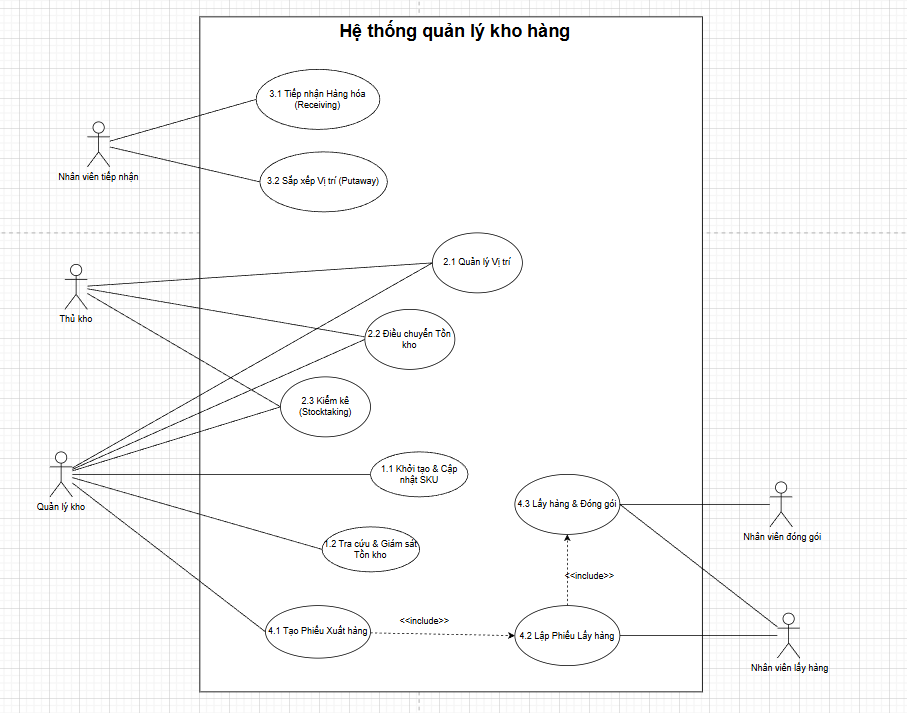 Hệ thống quản lý kho hàng
3.1 Tiếp nhận Hàng hóa
(Receiving)
Nhân viên tiếp nhận
3.2 Sắp xếp Vị trí (Putaway)
2.1 Quản lý Vị trí
Thủ kho
2.2 Điều chuyển Tồn
kho
2.3 Kiểm kê
(Stocktaking)
1.1 Khởi tạo & Cập
nhật SKU
Quản lý kho
4.3 Lấy hàng & Đóng gói
Nhân viên đóng gói
1.2 Tra cứu & Giám sát
Tồn kho
<<include>>
<<include>>
4.1 Tạo Phiếu Xuất hàng
4.2 Lập Phiếu Lấy hàng
Nhân viên lấy hàng